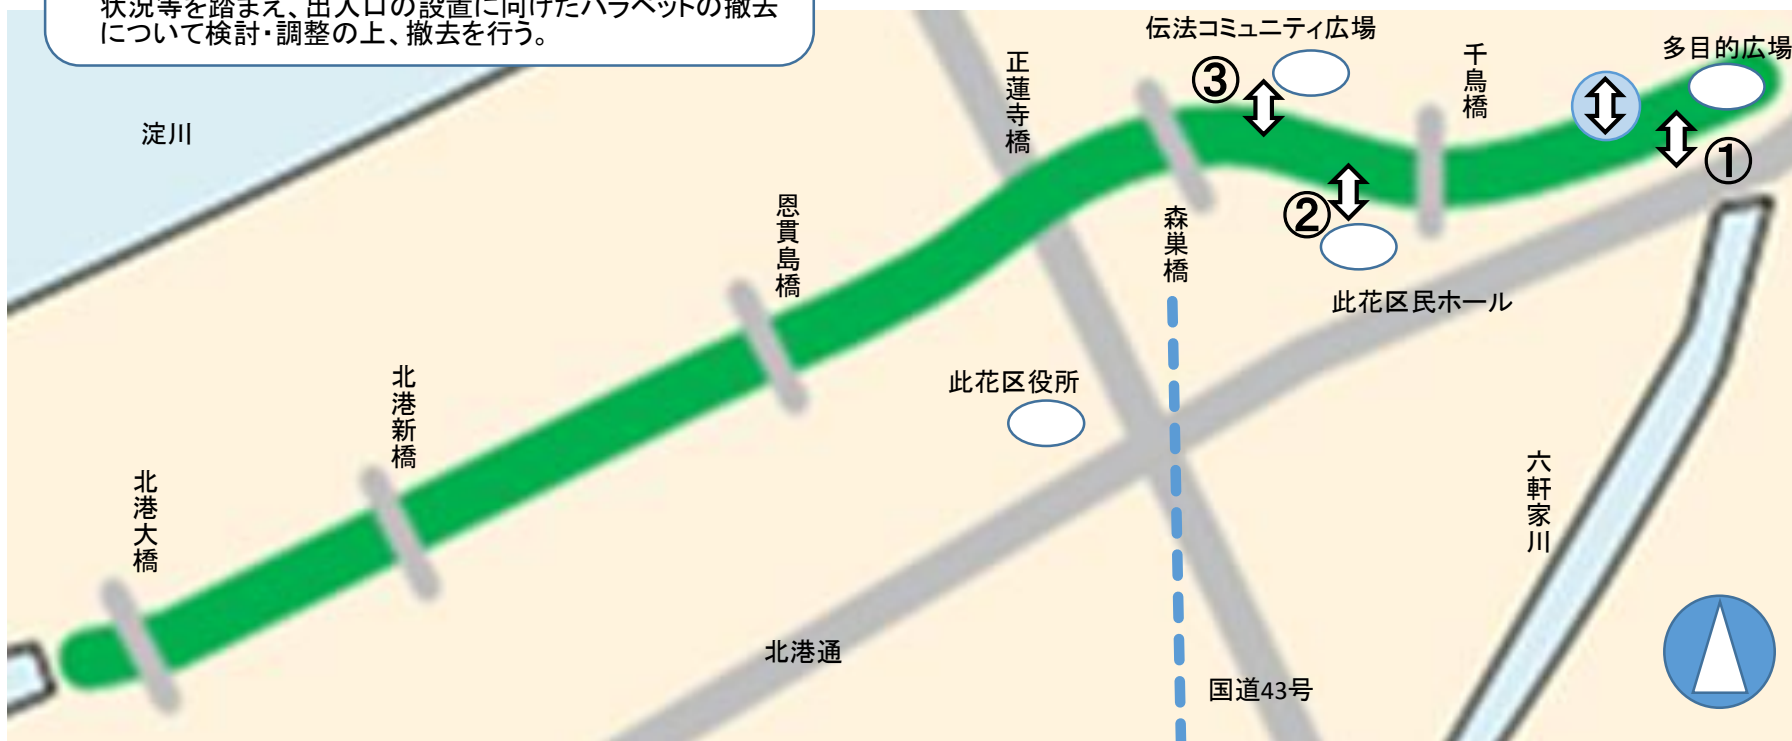 状況等を踏まえ、出入口の設置に向けたパラペットの撤去
について検討・調整の上、撤去を行う。
伝法コミュニティ広場
多目的広場
正蓮寺橋
千鳥橋
③
①
淀川
②
恩貫島橋
森巣橋
此花区民ホール
北港新橋
此花区役所
北港大橋
六軒家川
北港通
国道43号